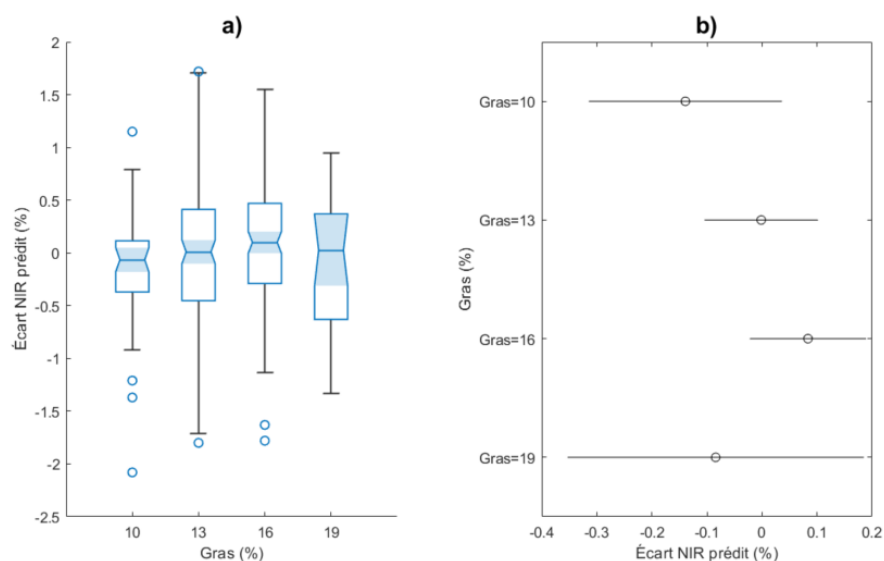 a)
2
1.5
1
0.5
0
-0.5
-1
-1.5
-2
-2.5
Écart NIR prédit (%)
10 13 16 19
Gras (%)
b)
Gras=10
Gras=13
Gras=16
Gras=19
Gras (%)
-0.4 -0.3 -0.2 -0.1 0 0.1 0.2
Écart NIR prédit (%)